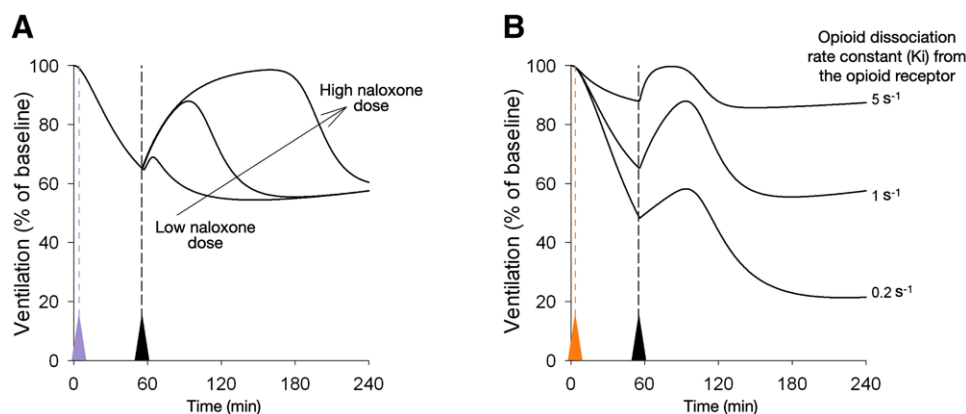 A
Ventilation (% of baseline)
100
80
60
40
20
0
0
60
120
180
240
Time (min)
High naloxone
dose
Low naloxone
dose
B
Ventilation (% of baseline)
100
80
60
40
20
0
0
60
120
180
240
Time (min)
Opioid dissociation
rate constant (Ki) from
the opioid receptor
5 s⁻¹
1 s⁻¹
0.2 s⁻¹